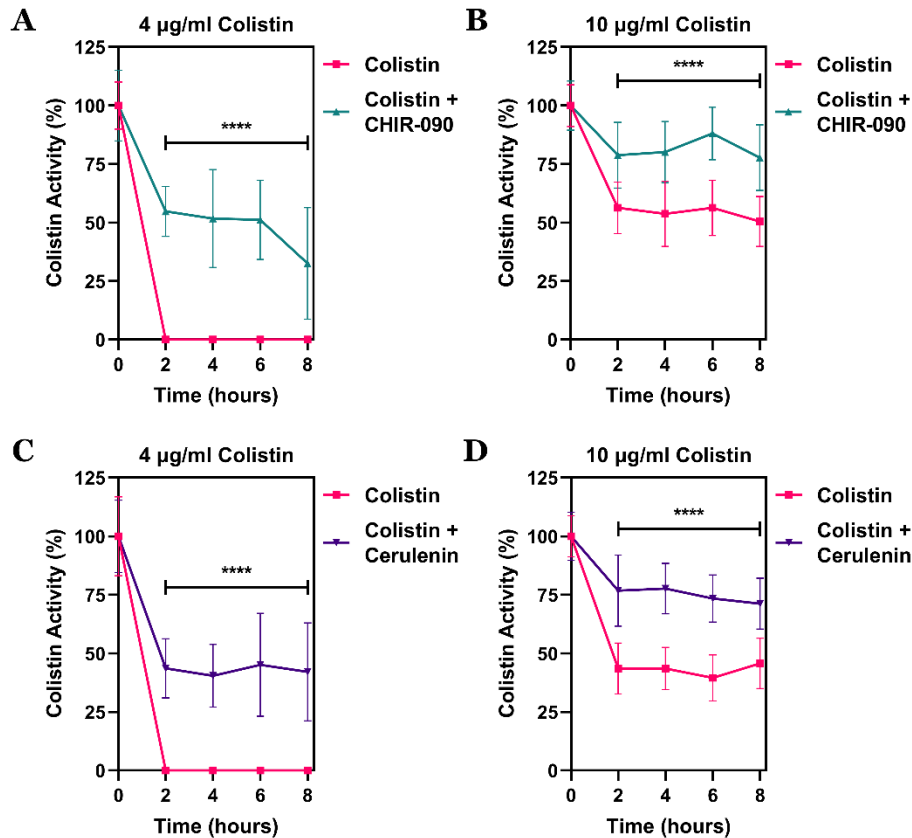 A
4 µg/ml Colistin
125
100
75
50
25
0
Colistin Activity (%)
****
0 2 4 6 8
Time (hours)
Colistin
Colistin +
CHIR-090
B
10 µg/ml Colistin
125
100
75
50
25
0
Colistin Activity (%)
****
0 2 4 6 8
Time (hours)
Colistin
Colistin +
CHIR-090
C
4 µg/ml Colistin
125
100
75
50
25
0
Colistin Activity (%)
****
0 2 4 6 8
Time (hours)
Colistin
Colistin +
Cerulenin
D
10 µg/ml Colistin
125
100
75
50
25
0
Colistin Activity (%)
****
0 2 4 6 8
Time (hours)
Colistin
Colistin +
Cerulenin